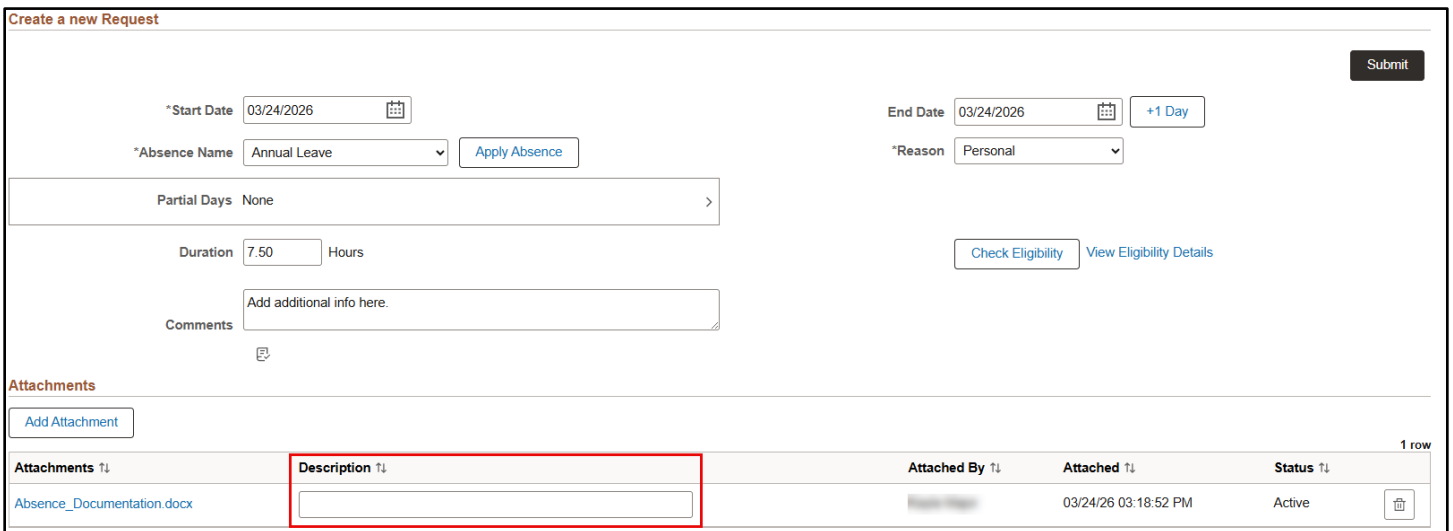 Create a new Request
Submit
*Start Date 03/24/2026 End Date 03/24/2026 +1 Day
*Absence Name Annual Leave Apply Absence *Reason Personal
Partial Days None
Duration 7.50 Hours Check Eligibility View Eligibility Details
Add additional info here.
Comments
Attachments
Add Attachment
1 row
Attachments ↑↓ Description ↑↓ Attached By ↑↓ Attached ↑↓ Status ↑↓
Absence_Documentation.docx 03/24/26 03:18:52 PM Active